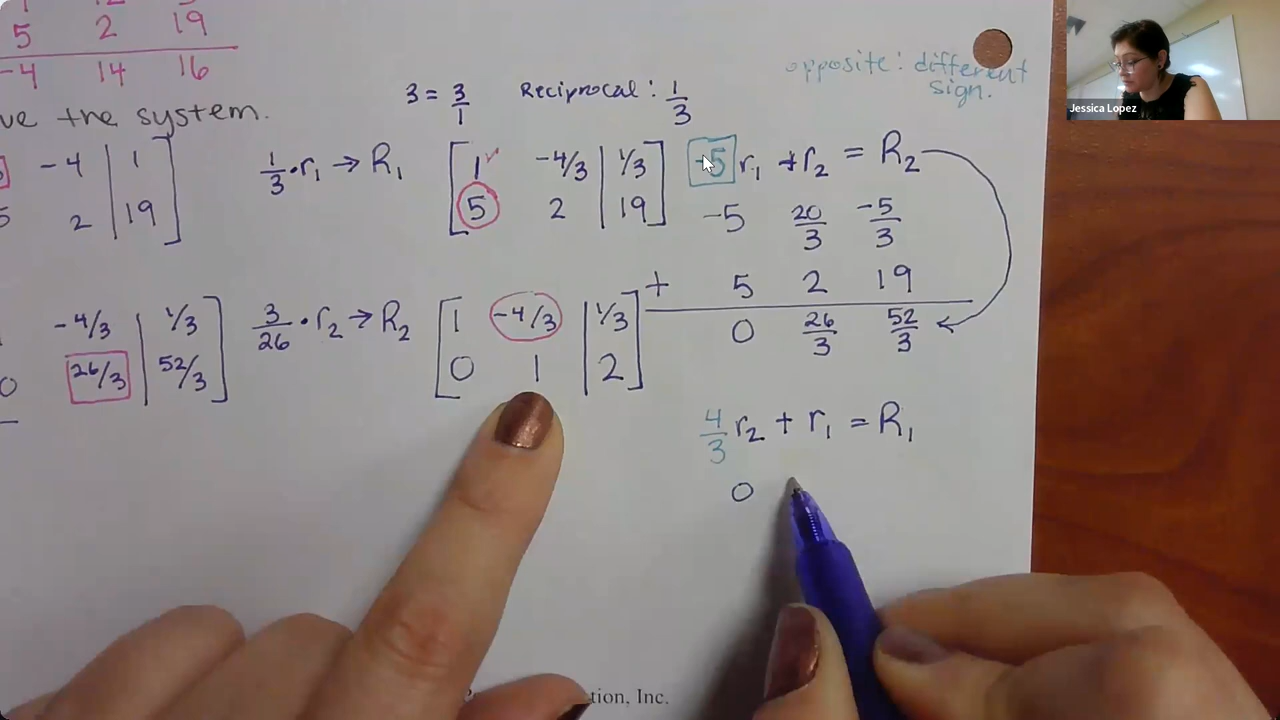 5 2 19
-4 14 16
ve the system.
3 = 3/1 Reciprocal: 1/3
opposite: different sign.
Jessica Lopez
-4 | 1
2 | 19
1/3 · r₁ → R₁
[1 -4/3 | 1/3]
[5 2 | 19]
-5 r₁ + r₂ = R₂
-5 20/3 -5/3
+ 5 2 19
0 26/3 52/3
-4/3 | 1/3
0 26/3 | 52/3
3/26 · r₂ → R₂
[1 -4/3 | 1/3]
[0 1 | 2]
4/3 r₂ + r₁ = R₁
0
tion, Inc.